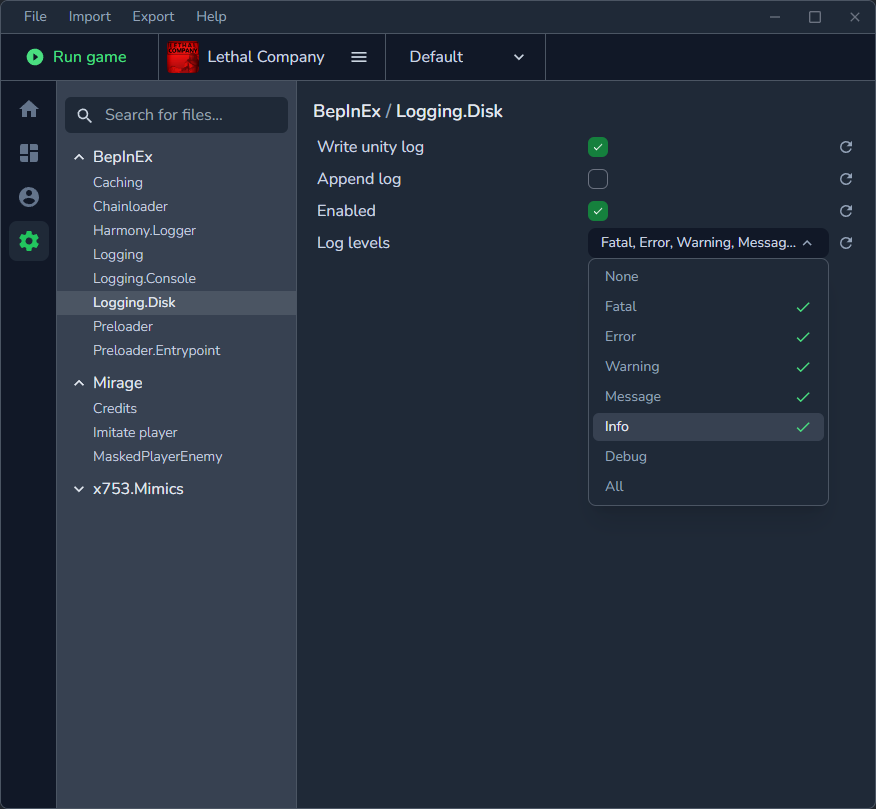 File Import Export Help
Run game
Lethal Company
Default
Search for files...
BepInEx
Caching
Chainloader
Harmony.Logger
Logging
Logging.Console
Logging.Disk
Preloader
Preloader.Entrypoint
Mirage
Credits
Imitate player
MaskedPlayerEnemy
x753.Mimics
BepInEx / Logging.Disk
Write unity log
Append log
Enabled
Log levels Fatal, Error, Warning, Messag...
None
Fatal
Error
Warning
Message
Info
Debug
All